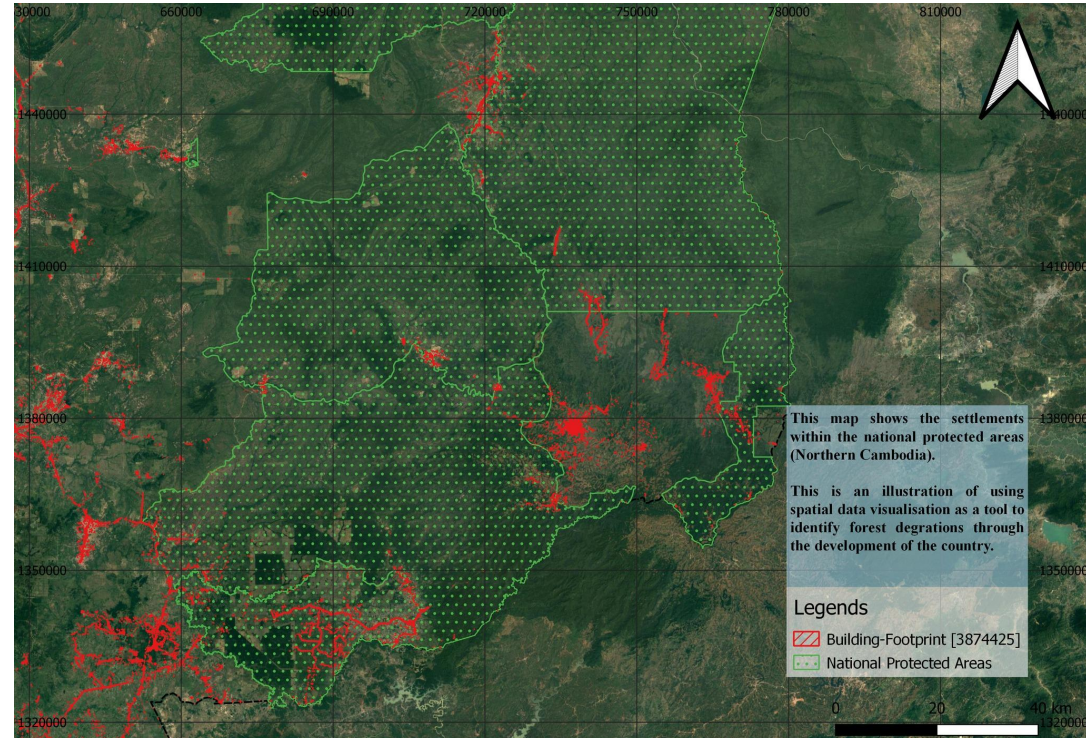 30000 660000 690000 720000 750000 780000 810000
1440000 1440000
1410000 1410000
1380000 1380000
This map shows the settlements
within the national protected areas
(Northern Cambodia).
This is an illustration of using
spatial data visualisation as a tool to
identify forest degrations through
the development of the country.
1350000 1350000
Legends
Building-Footprint [3874425]
National Protected Areas
1320000 1320000
0 20 40 km